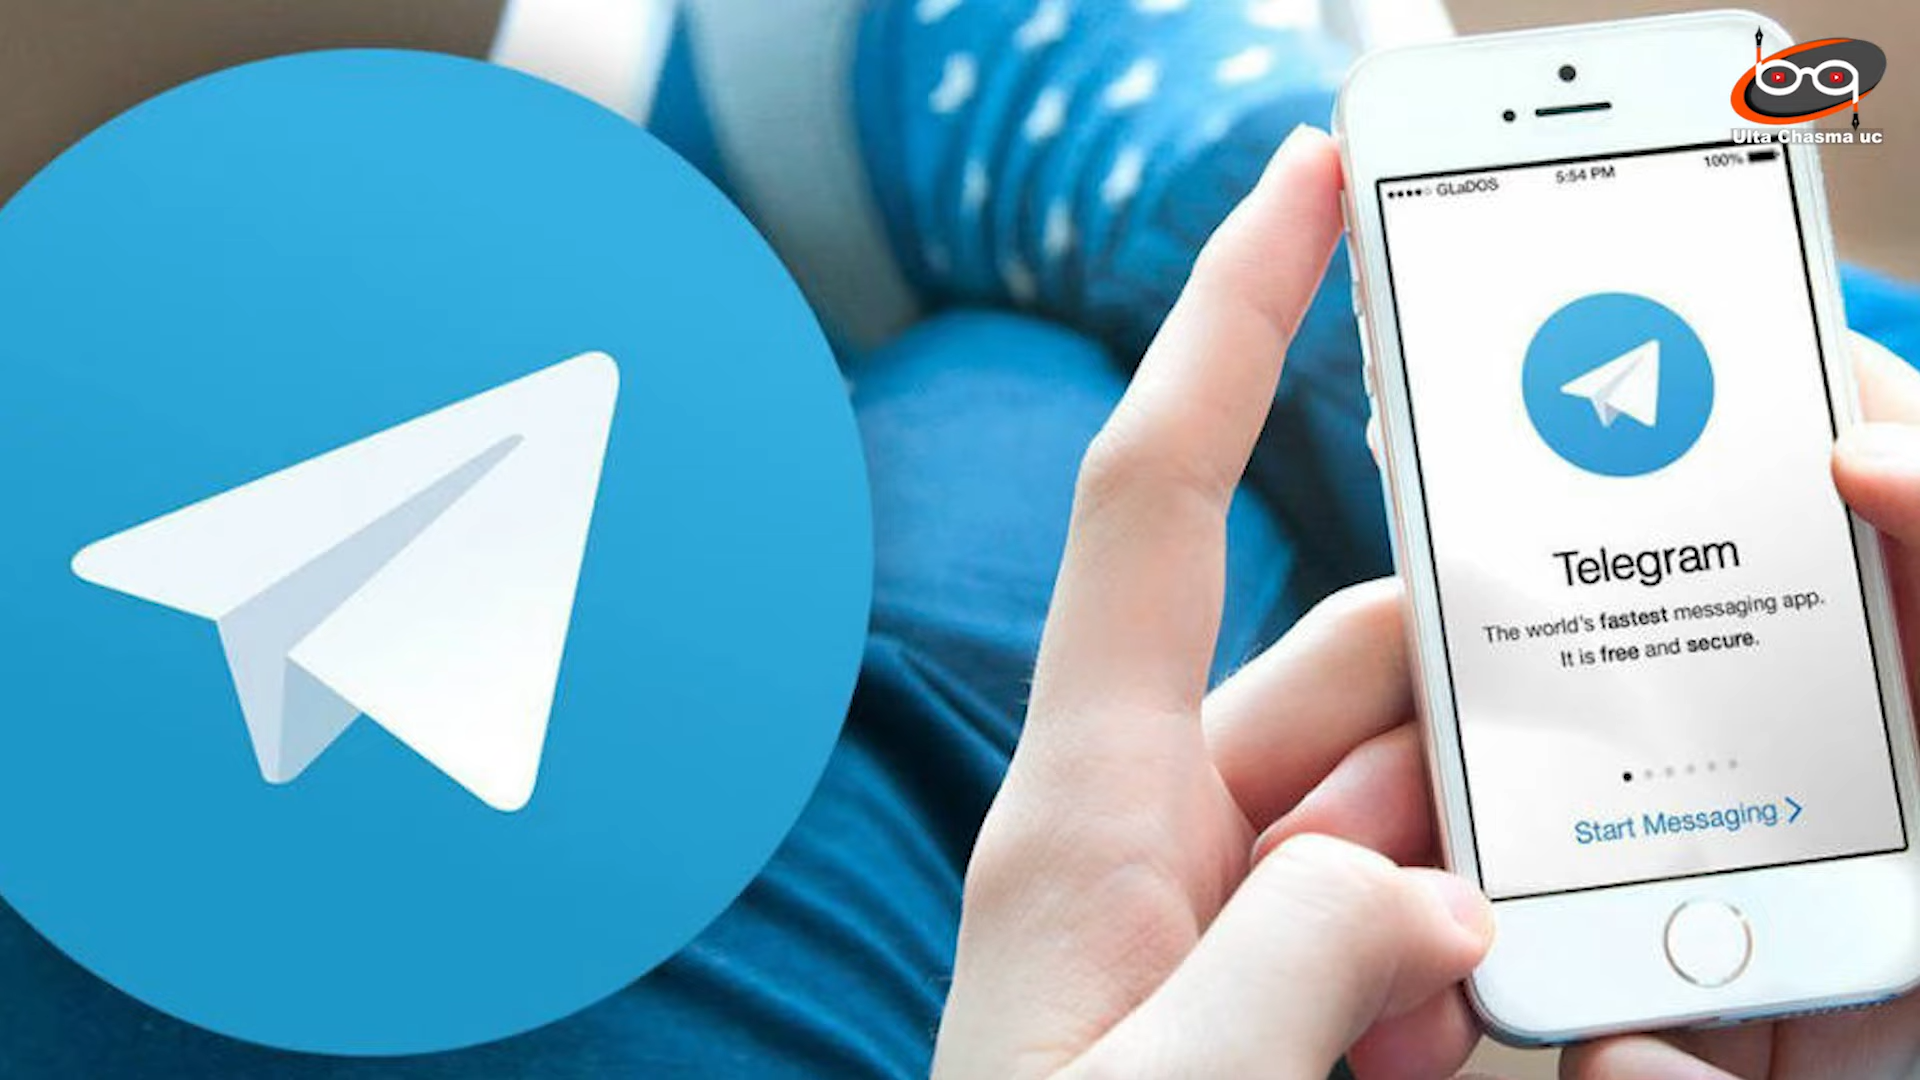 Ulta Chasma uc
GLaDOS 5:54 PM 100%
Telegram
The world's fastest messaging app.
It is free and secure.
Start Messaging